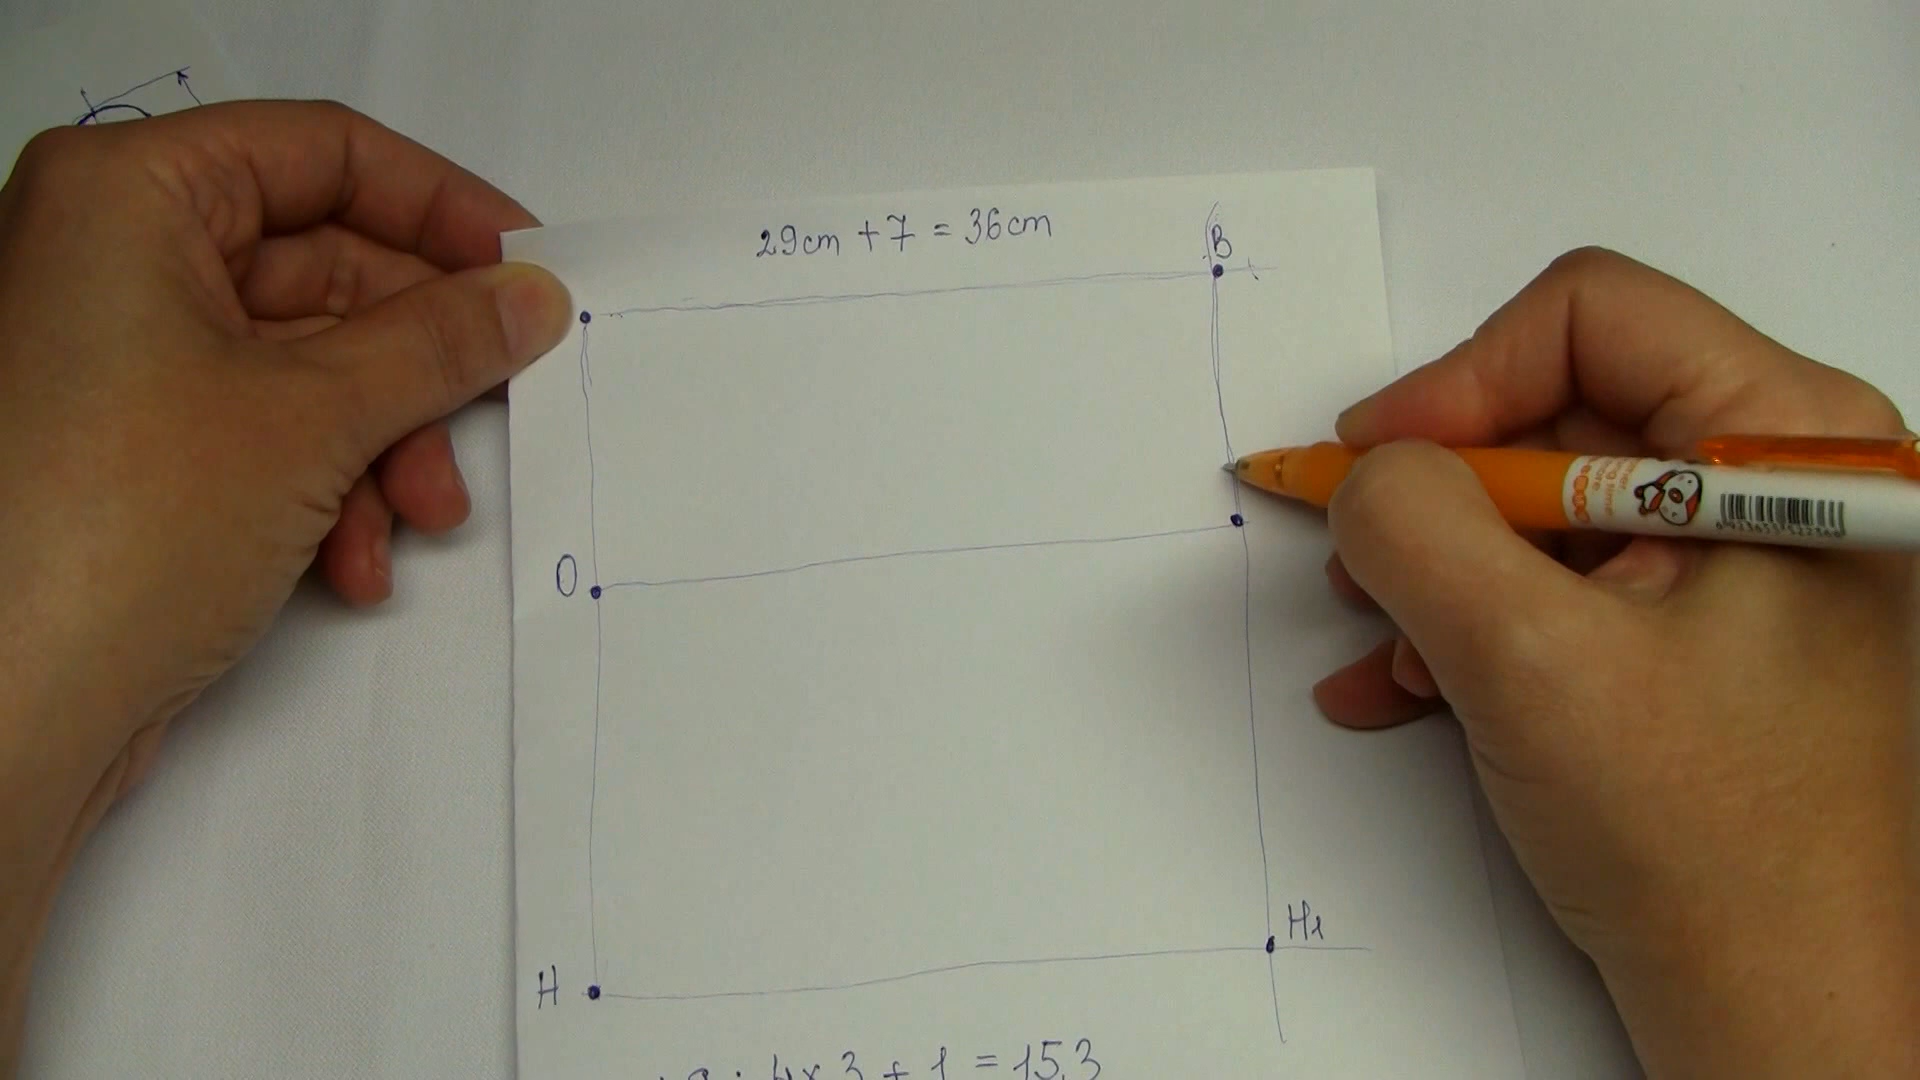 29cm + 7 = 36cm
B
O
H1
H
: 4 x 3 + 1 = 15,3